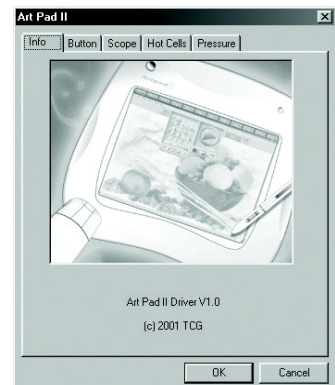 Art Pad II
Info Button Scope Hot Cells Pressure
Artpad
Art Pad II Driver V1.0
(c) 2001 TCG
OK Cancel